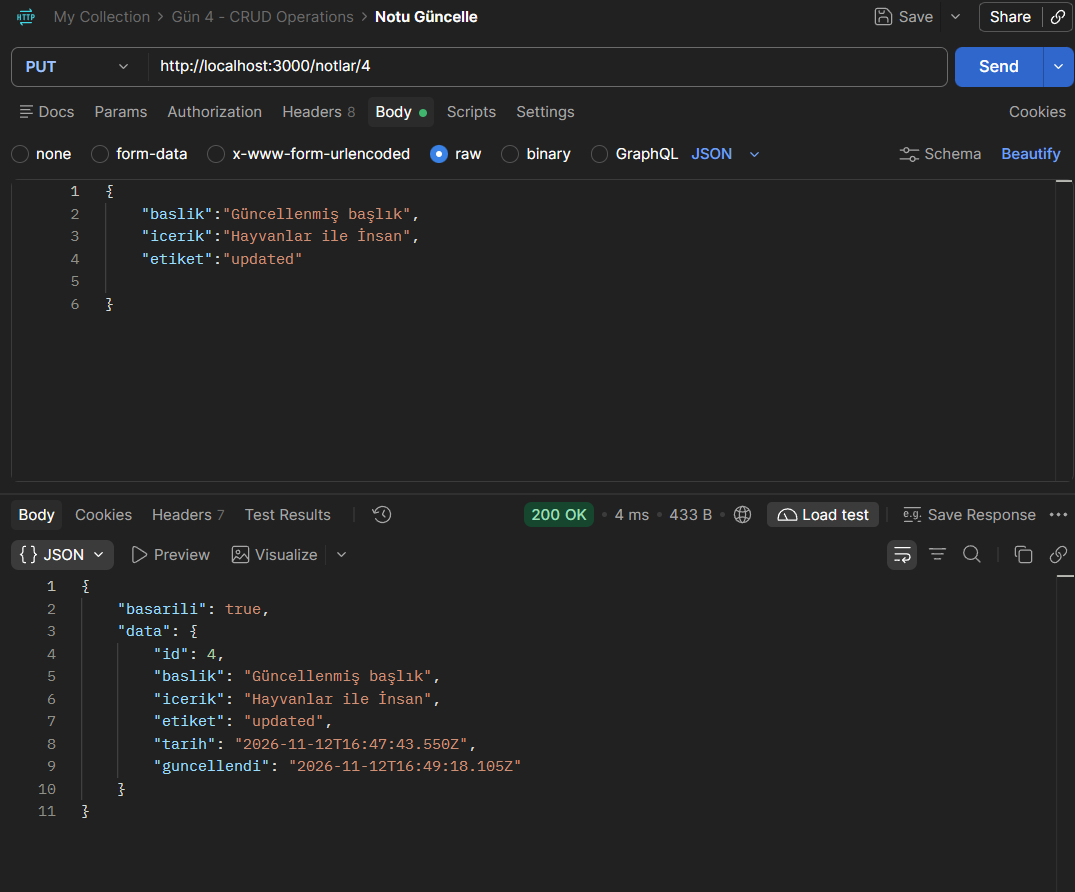 HTTP My Collection > Gün 4 - CRUD Operations > Notu Güncelle Save Share
PUT http://localhost:3000/notlar/4 Send
Docs Params Authorization Headers 8 Body Scripts Settings Cookies
none form-data x-www-form-urlencoded raw binary GraphQL JSON Schema Beautify
1 {
2 "baslik":"Güncellenmiş başlık",
3 "icerik":"Hayvanlar ile İnsan",
4 "etiket":"updated"
5
6 }
Body Cookies Headers 7 Test Results 200 OK • 4 ms • 433 B • Load test e.g. Save Response
{} JSON Preview Visualize
1 {
2 "basarili": true,
3 "data": {
4 "id": 4,
5 "baslik": "Güncellenmiş başlık",
6 "icerik": "Hayvanlar ile İnsan",
7 "etiket": "updated",
8 "tarih": "2026-11-12T16:47:43.550Z",
9 "guncellendi": "2026-11-12T16:49:18.105Z"
10 }
11 }